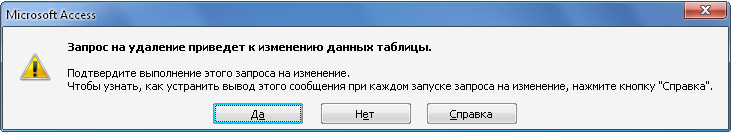 Microsoft Access
Запрос на удаление приведет к изменению данных таблицы.
Подтвердите выполнение этого запроса на изменение.
Чтобы узнать, как устранить вывод этого сообщения при каждом запуске запроса на изменение, нажмите кнопку "Справка".
Да
Нет
Справка